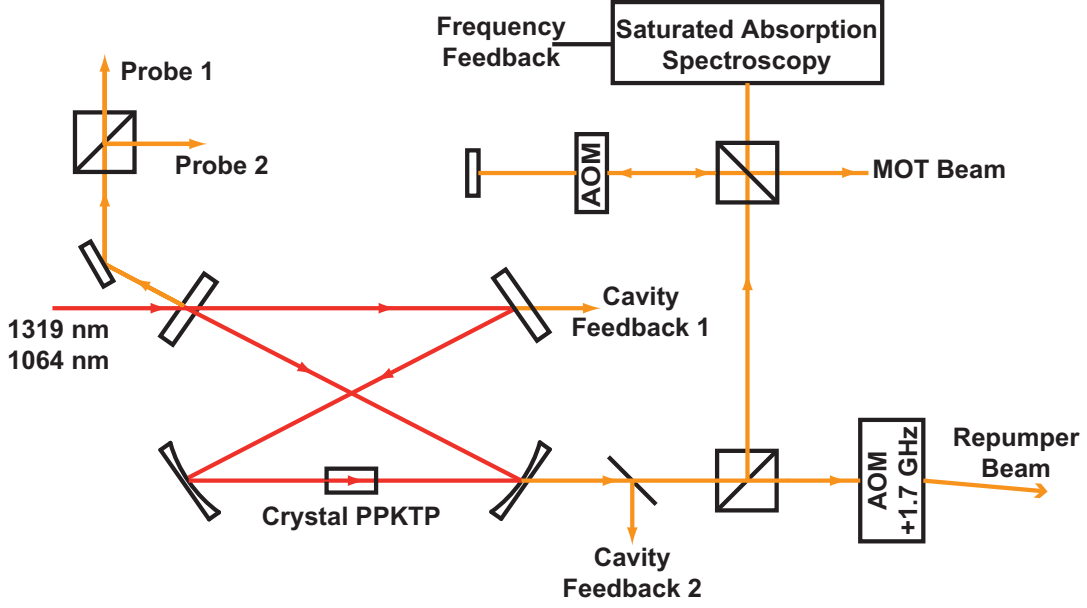 Frequency
Feedback
Saturated Absorption
Spectroscopy
Probe 1
Probe 2
AOM
MOT Beam
1319 nm
1064 nm
Cavity
Feedback 1
Crystal PPKTP
Cavity
Feedback 2
AOM
+1.7 GHz
Repumper
Beam